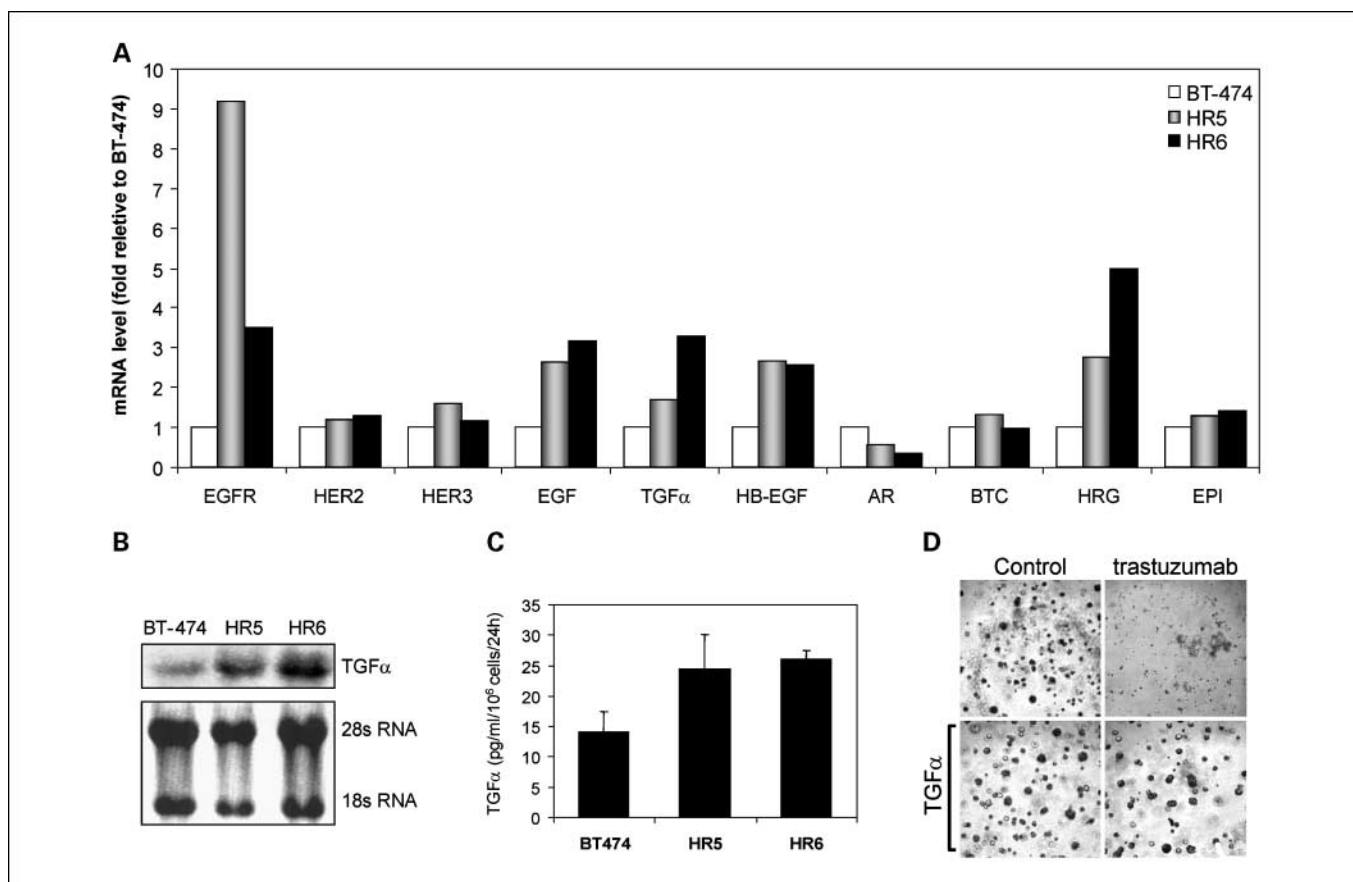 A
mRNA level (fold reletive to BT-474)
10
9
8
7
6
5
4
3
2
1
0
BT-474
HR5
HR6
EGFR HER2 HER3 EGF TGFα HB-EGF AR BTC HRG EPI
B
BT-474 HR5 HR6
TGFα
28s RNA
18s RNA
C
TGFα (pg/ml/10⁶ cells/24h)
35
30
25
20
15
10
5
0
BT474 HR5 HR6
D
Control trastuzumab
TGFα